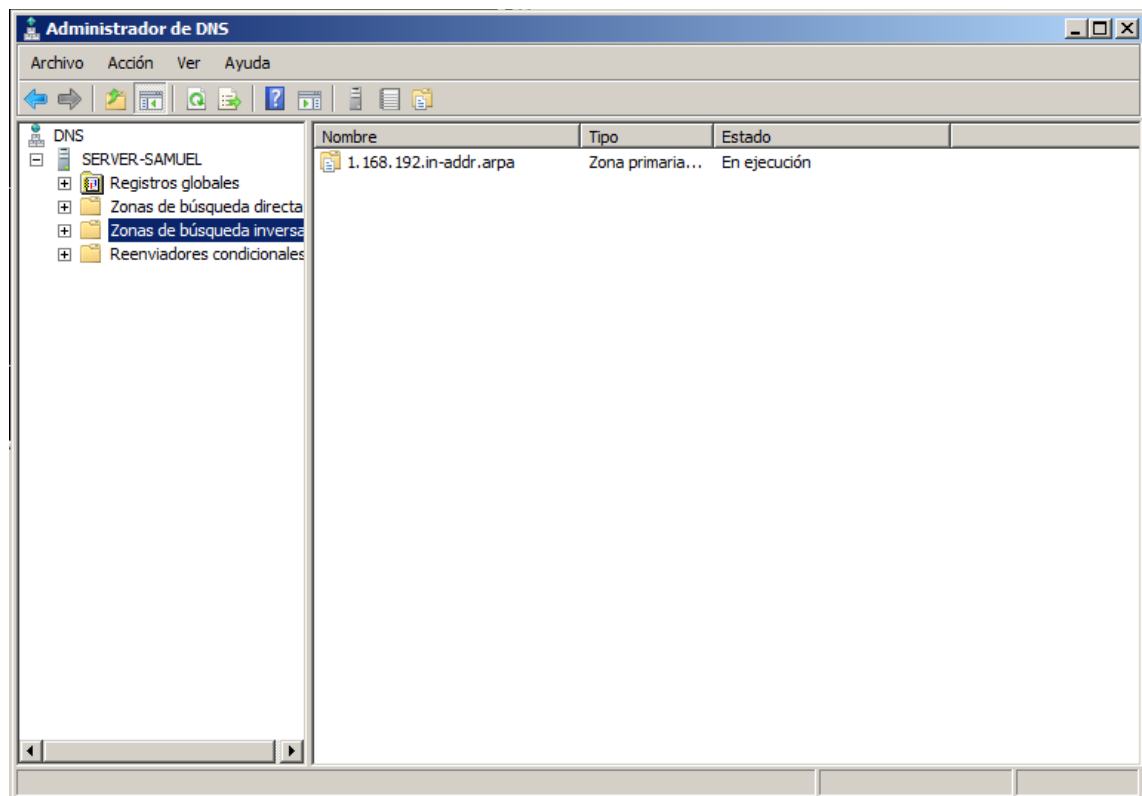 Administrador de DNS
Archivo Acción Ver Ayuda
DNS
SERVER-SAMUEL
Registros globales
Zonas de búsqueda directa
Zonas de búsqueda inversa
Reenviadores condicionales
Nombre Tipo Estado
1.168.192.in-addr.arpa Zona primaria... En ejecución